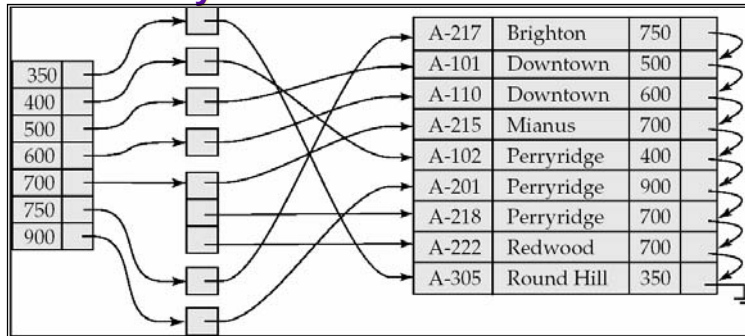 350
400
500
600
700
750
900
A-217 Brighton 750
A-101 Downtown 500
A-110 Downtown 600
A-215 Mianus 700
A-102 Perryridge 400
A-201 Perryridge 900
A-218 Perryridge 700
A-222 Redwood 700
A-305 Round Hill 350